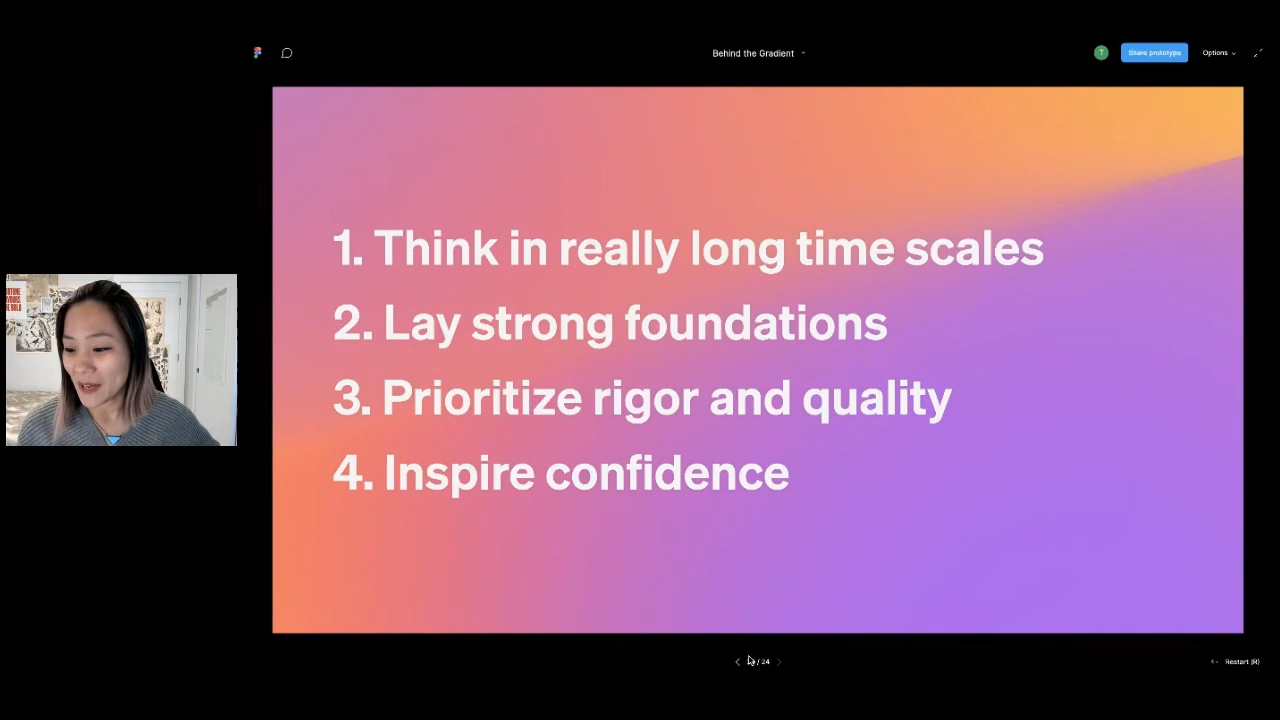 Behind the Gradient
T
Share prototype
Options
1. Think in really long time scales
2. Lay strong foundations
3. Prioritize rigor and quality
4. Inspire confidence
/ 24
Restart (R)